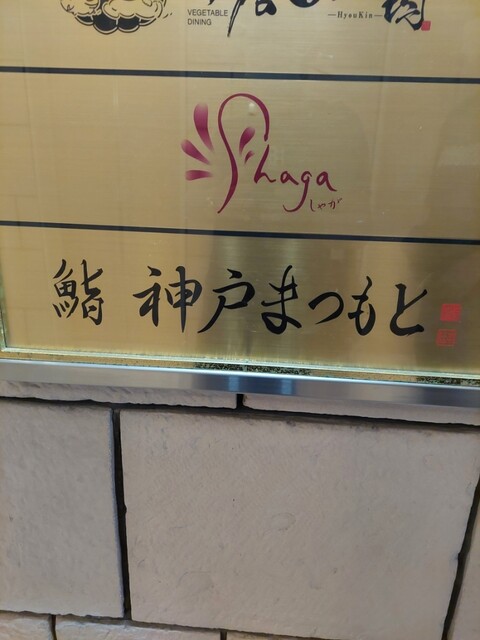 VEGETABLE
DINING
—HyouKin—
Shaga
しゃが
鮨 神戸まつもと